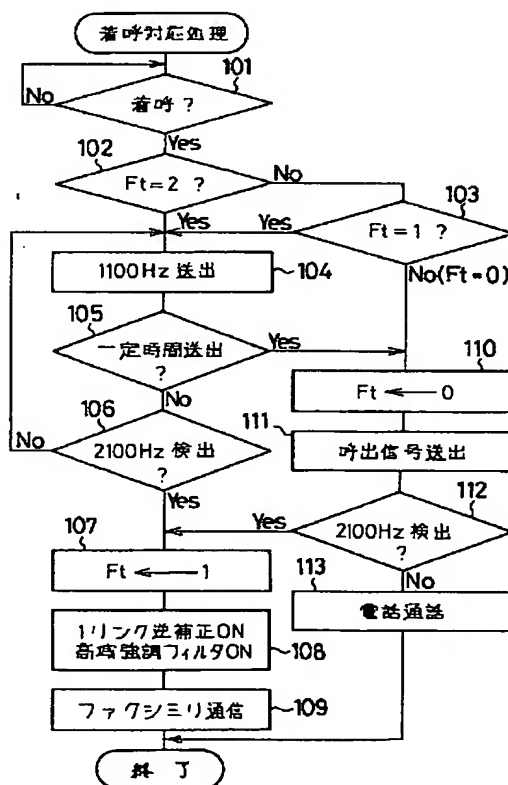 着呼対応処理
101
着呼?
No
Yes
102
Ft=2 ?
No
103
Yes
Yes
Ft=1 ?
1100Hz 送出
104
No(Ft=0)
105
一定時間送出
?
Yes
110
No
Ft ← 0
106
111
No
2100Hz 検出
?
呼出信号送出
Yes
112
107
Yes
2100Hz 検出
?
Ft ← 1
113
No
電話通話
1リンク逆補正ON
高域強調フィルタON
108
ファクシミリ通信
109
終了